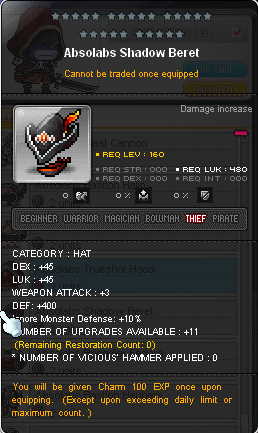 Absolabs Shadow Beret
Cannot be traded once equipped
Damage increase
REQ LEV : 160
REQ STR : 000 REQ LUK : 480
REQ DEX : 000 REQ INT : 000
0 % 0 % 0 %
BEGINNER WARRIOR MAGICIAN BOWMAN THIEF PIRATE
CATEGORY : HAT
DEX : +45
LUK : +45
WEAPON ATTACK : +3
DEF: +400
Ignore Monster Defense: +10%
NUMBER OF UPGRADES AVAILABLE : +11
(Remaining Restoration Count: 0)
* NUMBER OF VICIOUS' HAMMER APPLIED : 0
You will be given Charm 100 EXP once upon
equipping. (Except upon exceeding daily limit or
maximum count. )